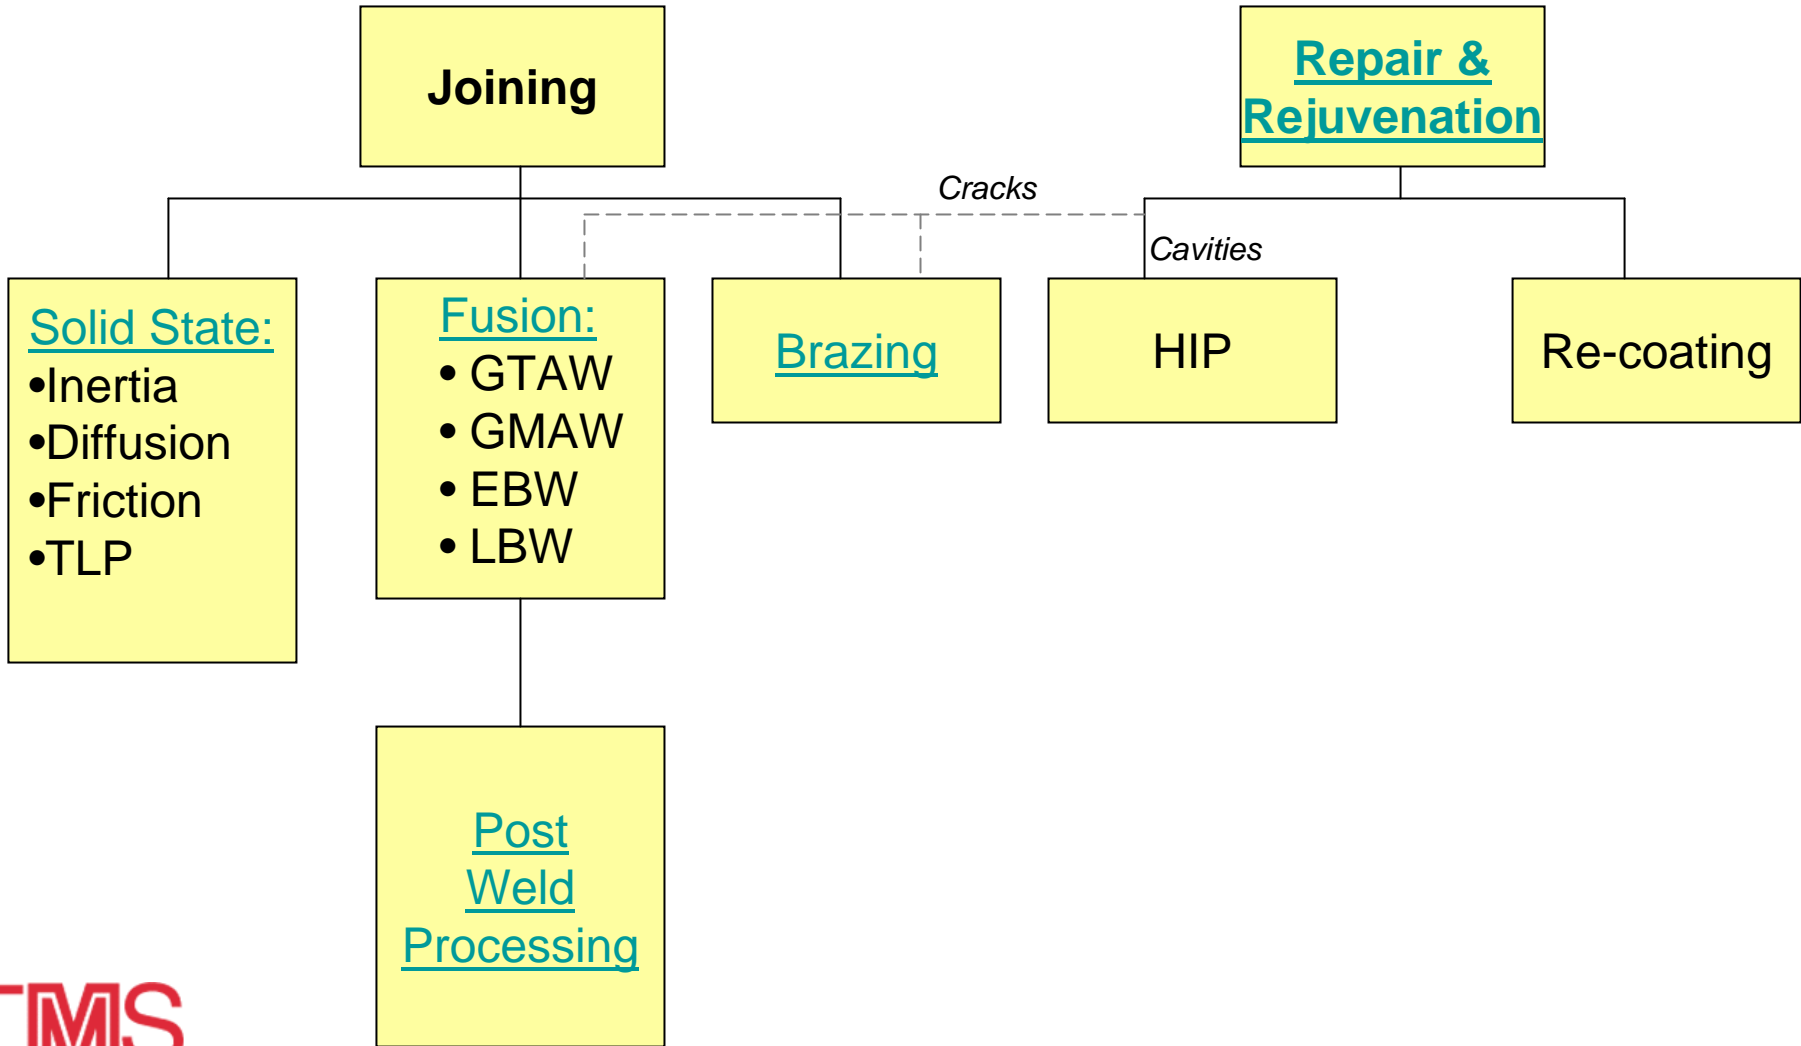 Joining
Repair &
Rejuvenation
Cracks
Cavities
Solid State:
•Inertia
•Diffusion
•Friction
•TLP
Fusion:
• GTAW
• GMAW
• EBW
• LBW
Brazing
HIP
Re-coating
Post
Weld
Processing
TMS